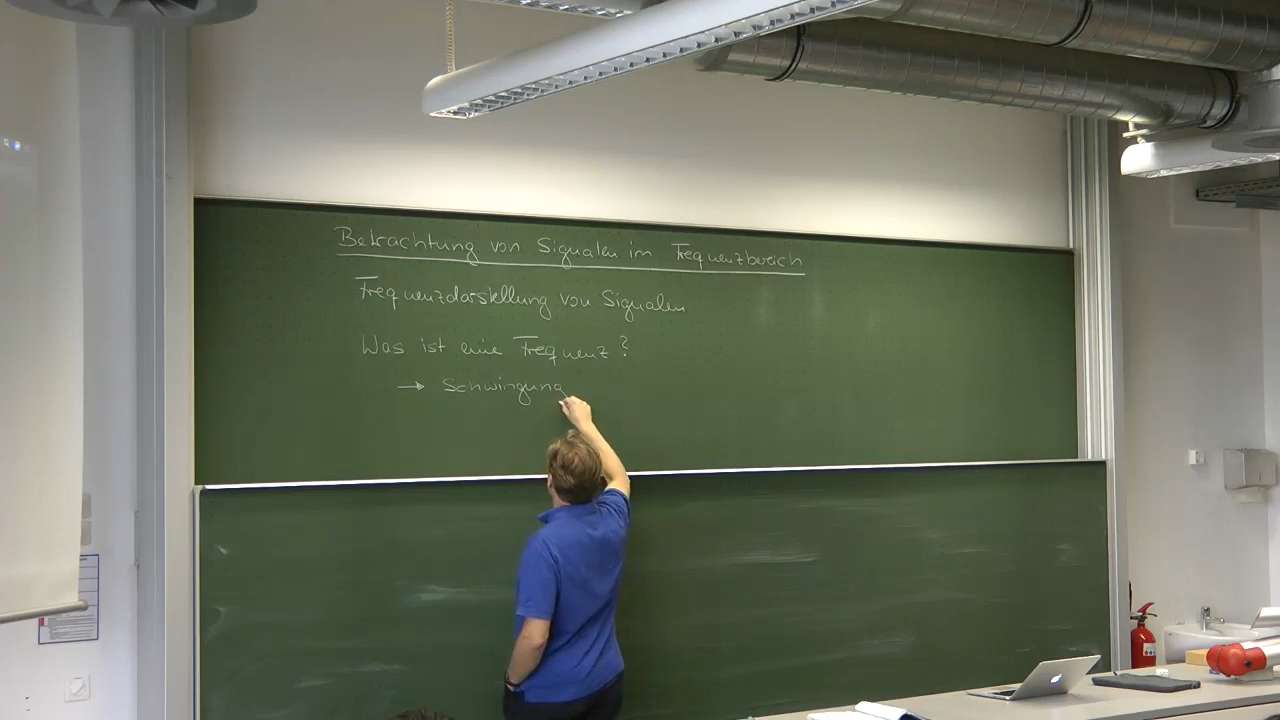 Betrachtung von Signalen im Frequenzbereich
Frequenzdarstellung von Signalen
Was ist eine Frequenz?
→ Schwingung